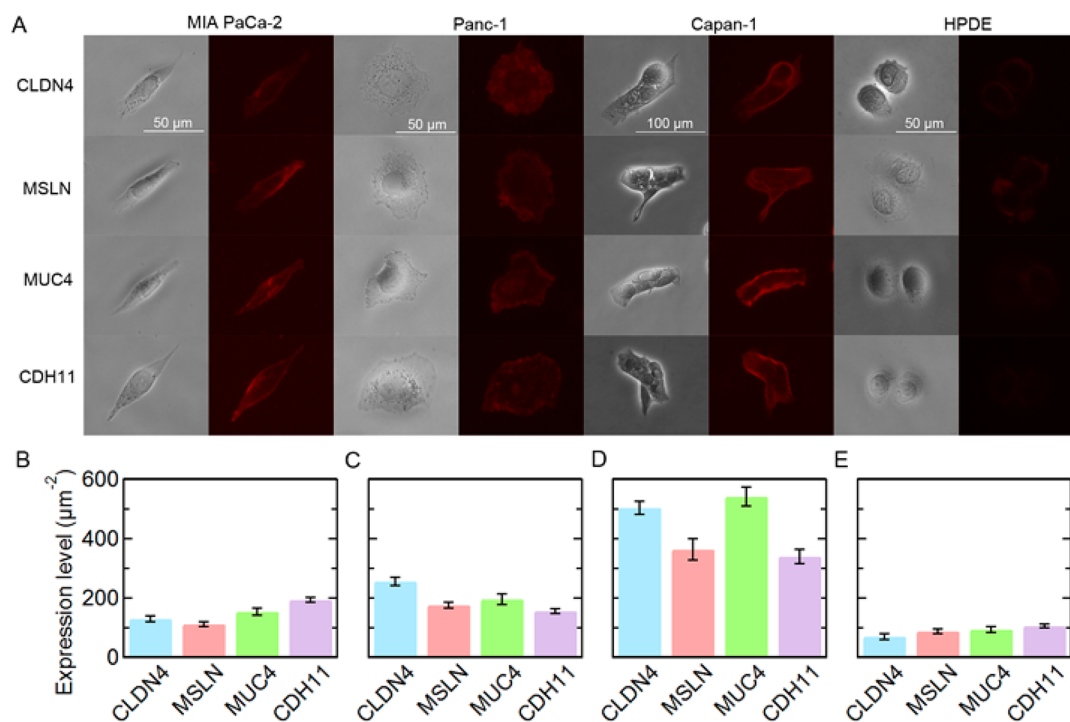 A
MIA PaCa-2 Panc-1 Capan-1 HPDE
CLDN4
50 µm 50 µm 100 µm 50 µm
MSLN
MUC4
CDH11
B C D E
Expression level (µm-2)
600
400
200
0
CLDN4 MSLN MUC4 CDH11 CLDN4 MSLN MUC4 CDH11 CLDN4 MSLN MUC4 CDH11 CLDN4 MSLN MUC4 CDH11